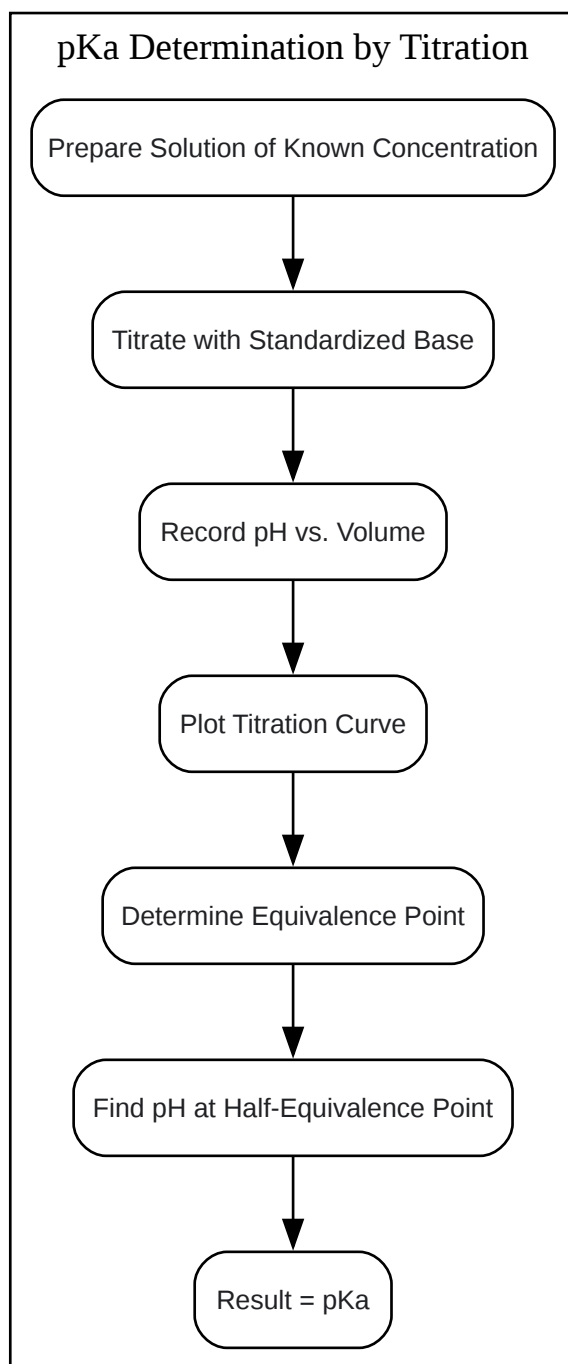 pKa Determination by Titration
Prepare Solution of Known Concentration
Titrate with Standardized Base
Record pH vs. Volume
Plot Titration Curve
Determine Equivalence Point
Find pH at Half-Equivalence Point
Result = pKa